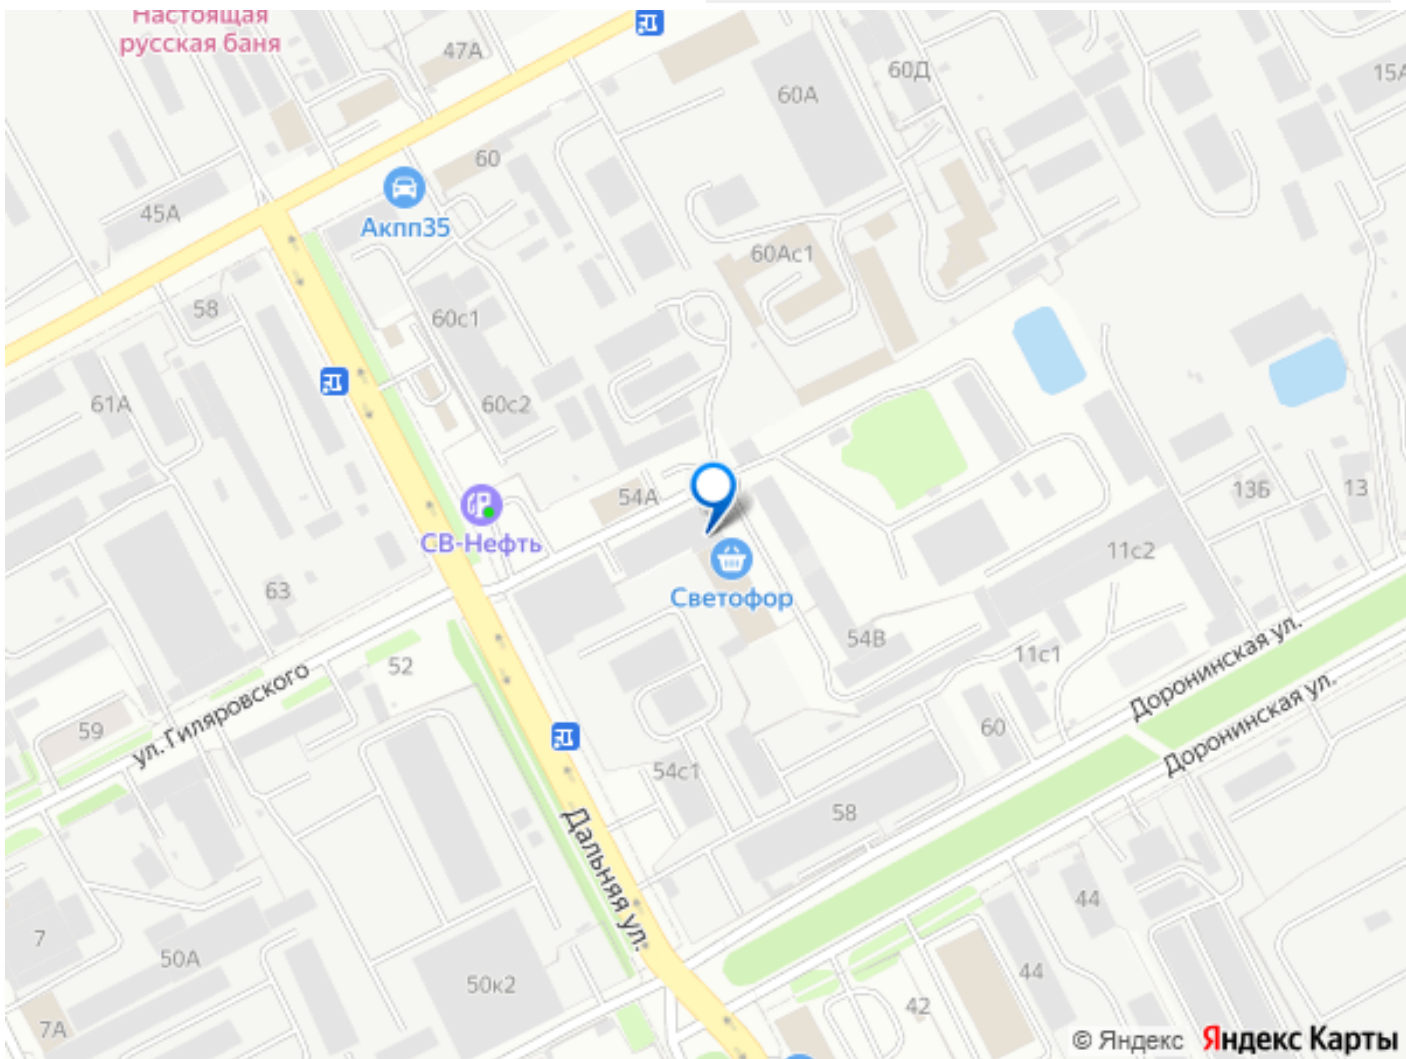 Настоящая
русская баня
47А
60Д
15А
60А
60
45А
Акпп35
60Ас1
58
60с1
61А
60с2
54А
13Б
13
СВ-Нефть
11с2
63
Светофор
54В
11с1
52
Доронинская ул.
ул. Гиляровского
59
60
Доронинская ул.
54с1
58
Дальняя ул.
44
7
50А
44
50к2
42
7А
© Яндекс Яндекс Карты